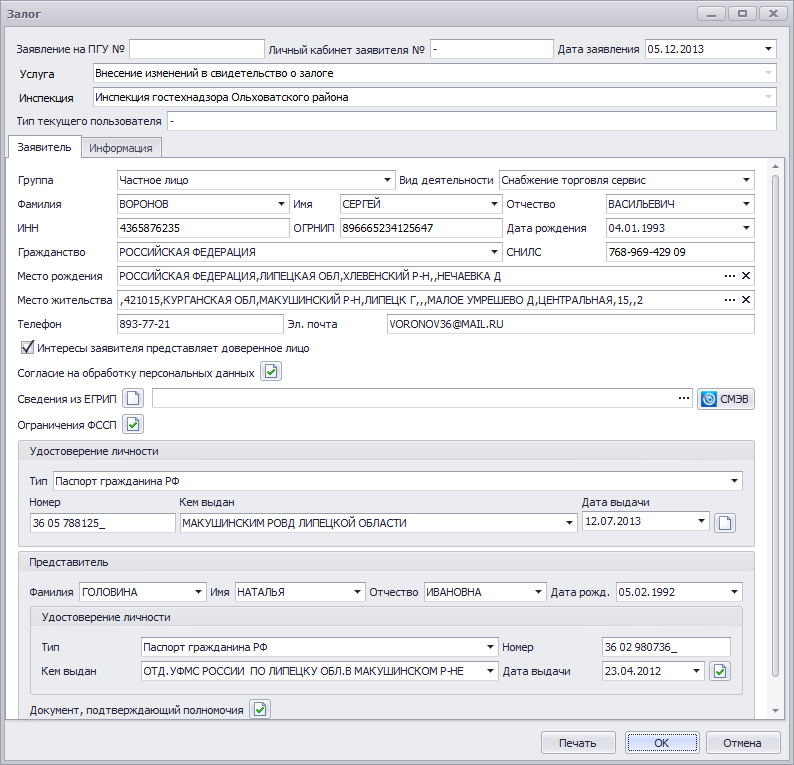 Залог
Заявление на ПГУ № Личный кабинет заявителя № - Дата заявления 05.12.2013
Услуга Внесение изменений в свидетельство о залоге
Инспекция Инспекция гостехнадзора Ольховатского района
Тип текущего пользователя -
Заявитель Информация
Группа Частное лицо Вид деятельности Снабжение торговля сервис
Фамилия ВОРОНОВ Имя СЕРГЕЙ Отчество ВАСИЛЬЕВИЧ
ИНН 4365876235 ОГРНИП 896665234125647 Дата рождения 04.01.1993
Гражданство РОССИЙСКАЯ ФЕДЕРАЦИЯ СНИЛС 768-969-429 09
Место рождения РОССИЙСКАЯ ФЕДЕРАЦИЯ,ЛИПЕЦКАЯ ОБЛ,ХЛЕВЕНСКИЙ Р-Н,,НЕЧАЕВКА Д ...
Место жительства ,421015,КУРГАНСКАЯ ОБЛ,МАКУШИНСКИЙ Р-Н,ЛИПЕЦК Г,,,МАЛОЕ УМРЕШЕВО Д,ЦЕНТРАЛЬНАЯ,15,,2 ...
Телефон 893-77-21 Эл. почта VORONOV36@MAIL.RU
Интересы заявителя представляет доверенное лицо
Согласие на обработку персональных данных
Сведения из ЕГРИП ... СМЭВ
Ограничения ФССП
Удостоверение личности
Тип Паспорт гражданина РФ
Номер Кем выдан Дата выдачи
36 05 788125_ МАКУШИНСКИМ РОВД ЛИПЕЦКОЙ ОБЛАСТИ 12.07.2013
Представитель
Фамилия ГОЛОВИНА Имя НАТАЛЬЯ Отчество ИВАНОВНА Дата рожд. 05.02.1992
Удостоверение личности
Тип Паспорт гражданина РФ Номер 36 02 980736_
Кем выдан ОТД.УФМС РОССИИ ПО ЛИПЕЦКУ ОБЛ.В МАКУШИНСКОМ Р-НЕ Дата выдачи 23.04.2012
Документ, подтверждающий полномочия
Печать ОК Отмена